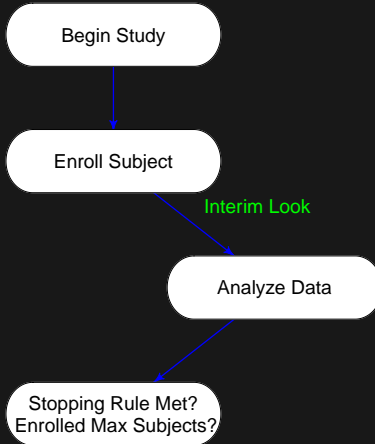 Begin Study
Enroll Subject
Interim Look
Analyze Data
Stopping Rule Met?
Enrolled Max Subjects?